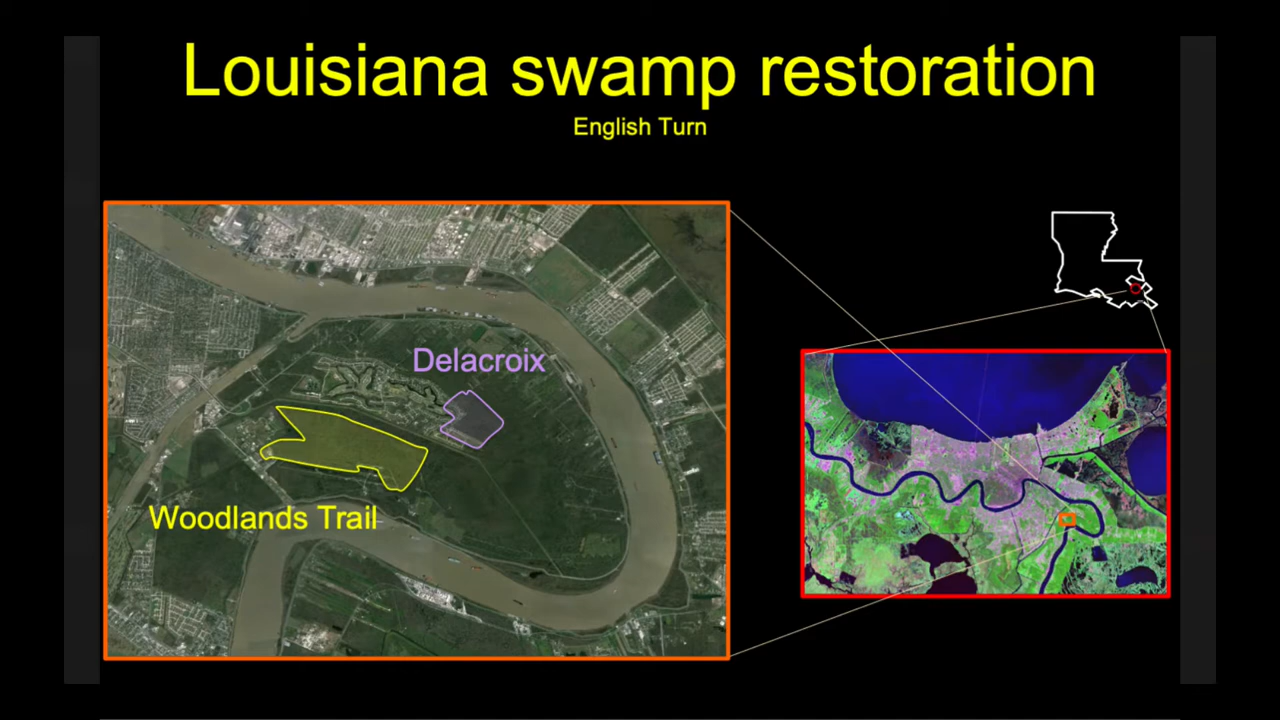 Louisiana swamp restoration
English Turn
Delacroix
Woodlands Trail